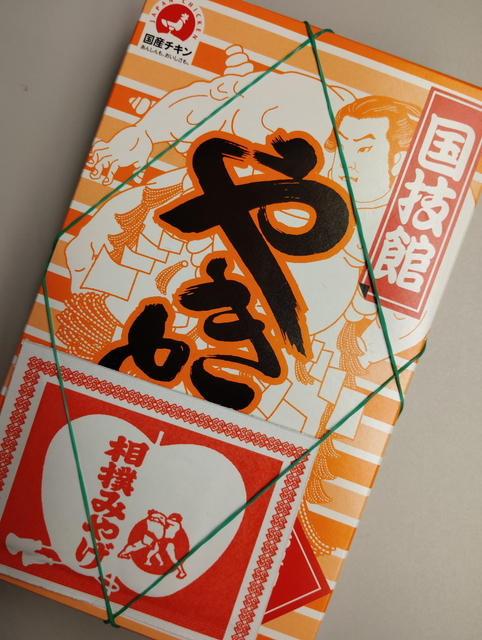 JAPAN CHICKEN
国産チキン
あんしんも。おいしさも。
国技館
やきと
相撲みやげ